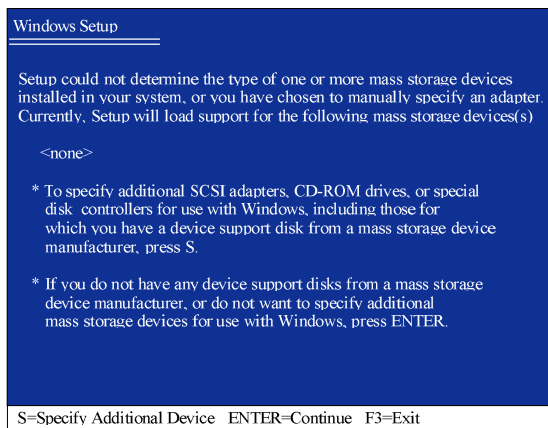 Windows Setup
Setup could not determine the type of one or more mass storage devices
installed in your system, or you have chosen to manually specify an adapter.
Currently, Setup will load support for the following mass storage devices(s)
<none>
* To specify additional SCSI adapters, CD-ROM drives, or special
disk controllers for use with Windows, including those for
which you have a device support disk from a mass storage device
manufacturer, press S.
* If you do not have any device support disks from a mass storage
device manufacturer, or do not want to specify additional
mass storage devices for use with Windows, press ENTER.
S=Specify Additional Device ENTER=Continue F3=Exit